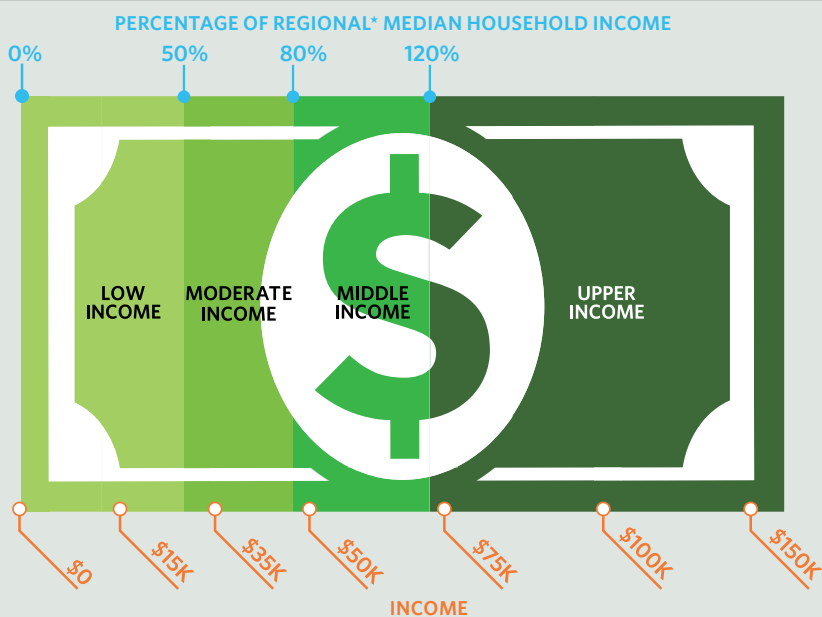 PERCENTAGE OF REGIONAL* MEDIAN HOUSEHOLD INCOME
0% 50% 80% 120%
LOW
INCOME
MODERATE
INCOME
MIDDLE
INCOME
UPPER
INCOME
$0 $15K $35K $50K $75K $100K $150K
INCOME